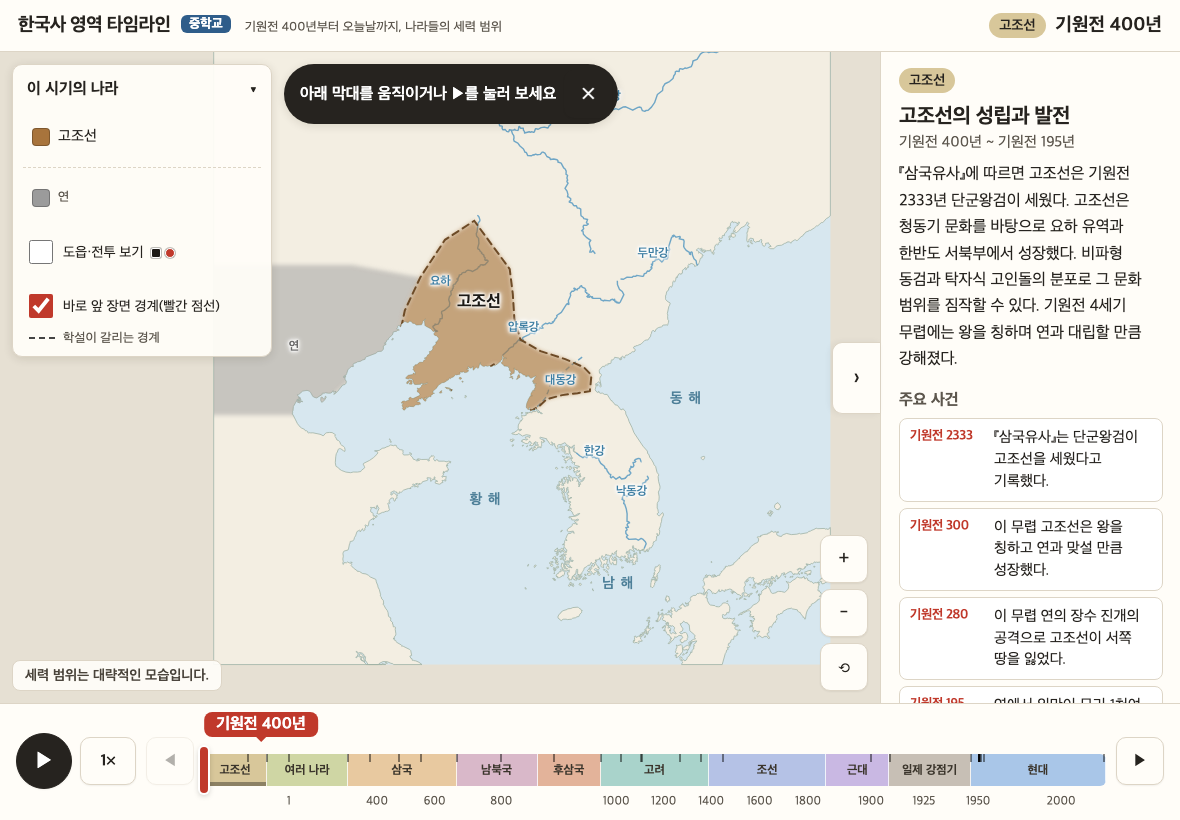 한국사 영역 타임라인 중학교 기원전 400년부터 오늘날까지, 나라들의 세력 범위
고조선 기원전 400년
이 시기의 나라
고조선
연
도읍·전투 보기
바로 앞 장면 경계(빨간 점선)
학설이 갈리는 경계
아래 막대를 움직이거나 ▶를 눌러 보세요 ✕
두만강
요하
고조선
압록강
연
대동강
동 해
한강
낙동강
황 해
남 해
+
−
⟲
›
세력 범위는 대략적인 모습입니다.
고조선
고조선의 성립과 발전
기원전 400년 ~ 기원전 195년
『삼국유사』에 따르면 고조선은 기원전
2333년 단군왕검이 세웠다. 고조선은
청동기 문화를 바탕으로 요하 유역과
한반도 서북부에서 성장했다. 비파형
동검과 탁자식 고인돌의 분포로 그 문화
범위를 짐작할 수 있다. 기원전 4세기
무렵에는 왕을 칭하며 연과 대립할 만큼
강해졌다.
주요 사건
기원전 2333 『삼국유사』는 단군왕검이
고조선을 세웠다고
기록했다.
기원전 300 이 무렵 고조선은 왕을
칭하고 연과 맞설 만큼
성장했다.
기원전 280 이 무렵 연의 장수 진개의
공격으로 고조선이 서쪽
땅을 잃었다.
기원전 195
기원전 400년
1×
고조선 여러 나라 삼국 남북국 후삼국 고려 조선 근대 일제 강점기 현대
1 400 600 800 1000 1200 1400 1600 1800 1900 1925 1950 2000